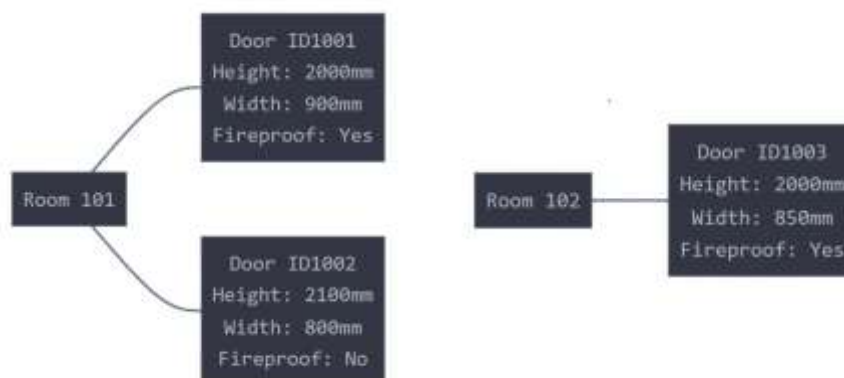 Door ID1001
Height: 2000mm
Width: 900mm
Fireproof: Yes
Room 101
Door ID1002
Height: 2100mm
Width: 800mm
Fireproof: No
Room 102
Door ID1003
Height: 2000mm
Width: 850mm
Fireproof: Yes